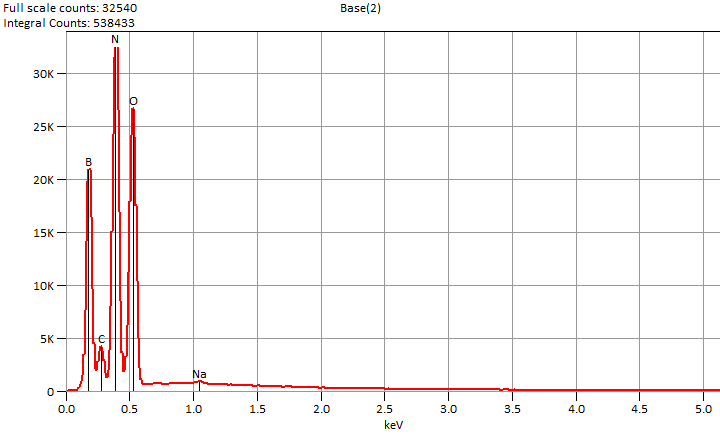 Full scale counts: 32540
Base(2)
Integral Counts: 538433
N
30K
O
25K
B
20K
15K
10K
5K
C
Na
0
0.0 0.5 1.0 1.5 2.0 2.5 3.0 3.5 4.0 4.5 5.0
keV